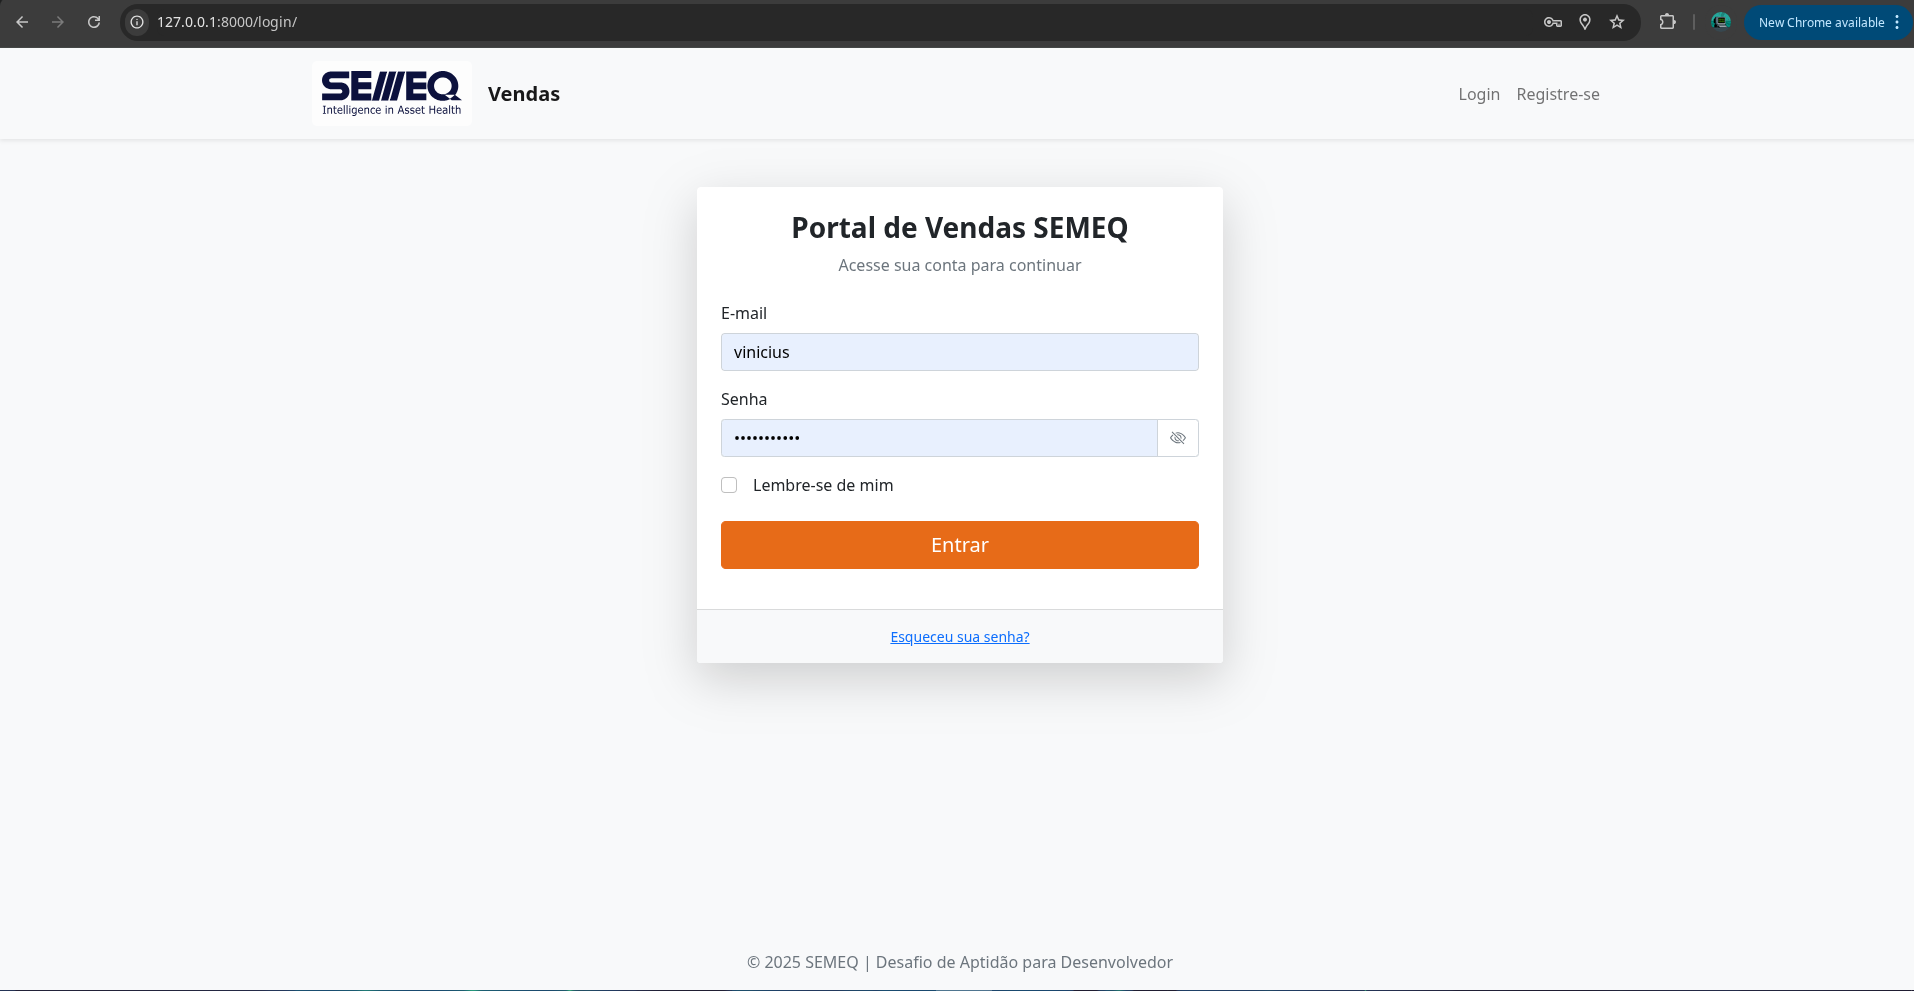 127.0.0.1:8000/login/
New Chrome available
SEMEQ
Intelligence in Asset Health
Vendas
Login Registre-se
Portal de Vendas SEMEQ
Acesse sua conta para continuar
E-mail
vinicius
Senha
•••••••••••
Lembre-se de mim
Entrar
Esqueceu sua senha?
© 2025 SEMEQ | Desafio de Aptidão para Desenvolvedor